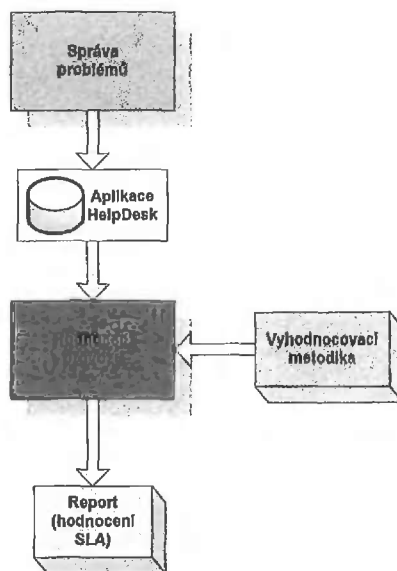 Správa
problémů
Aplikace
HelpDesk
Vyhodnocovací
metodika
Report
(hodnocení
SLA)